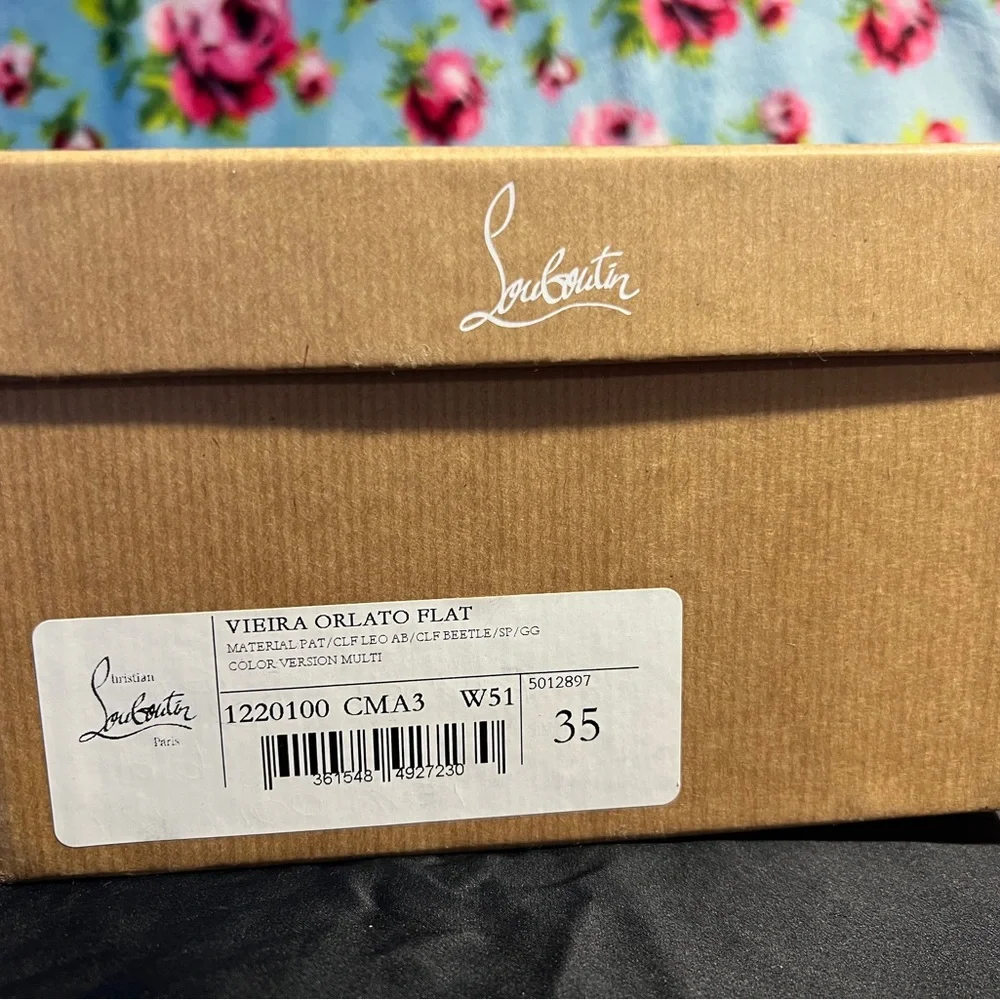 Louboutin
VIEIRA ORLATO FLAT
MATERIAL PAT/CLF LEO AB/CLF BEETLE/SP/GG
COLOR VERSION MULTI
Christian
Louboutin
Paris
1220100 CMA3 W51
5012897
35
361548 4927230